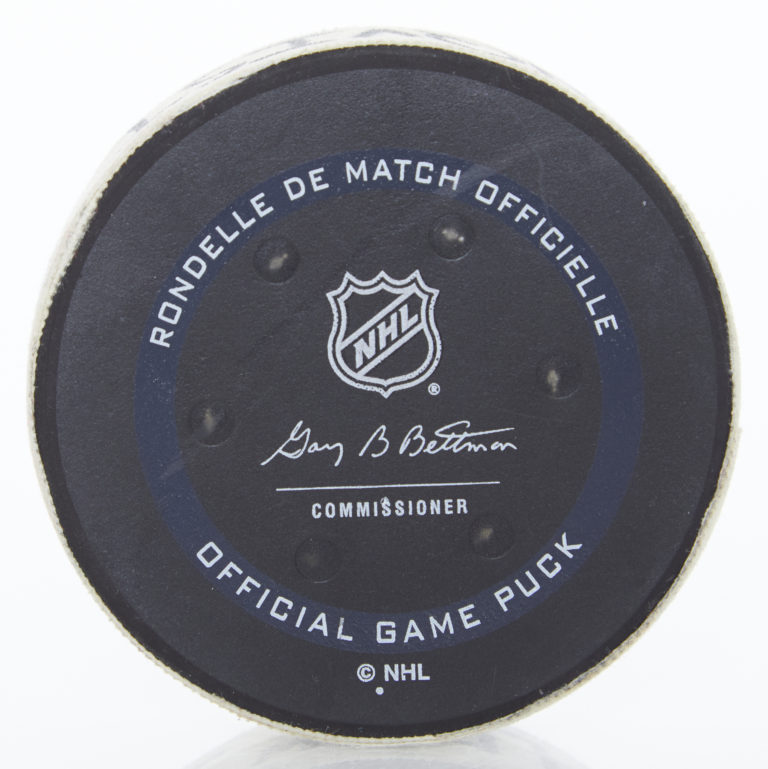 RONDELLE DE MATCH OFFICIELLE
NHL
®
Gary B Bettman
COMMISSIONER
OFFICIAL GAME PUCK
© NHL